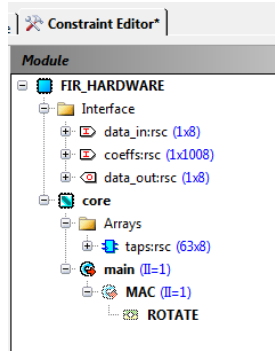 Constraint Editor*
Module
FIR_HARDWARE
Interface
data_in:rsc (1x8)
coeffs:rsc (1x1008)
data_out:rsc (1x8)
core
Arrays
taps:rsc (63x8)
main (II=1)
MAC (II=1)
ROTATE